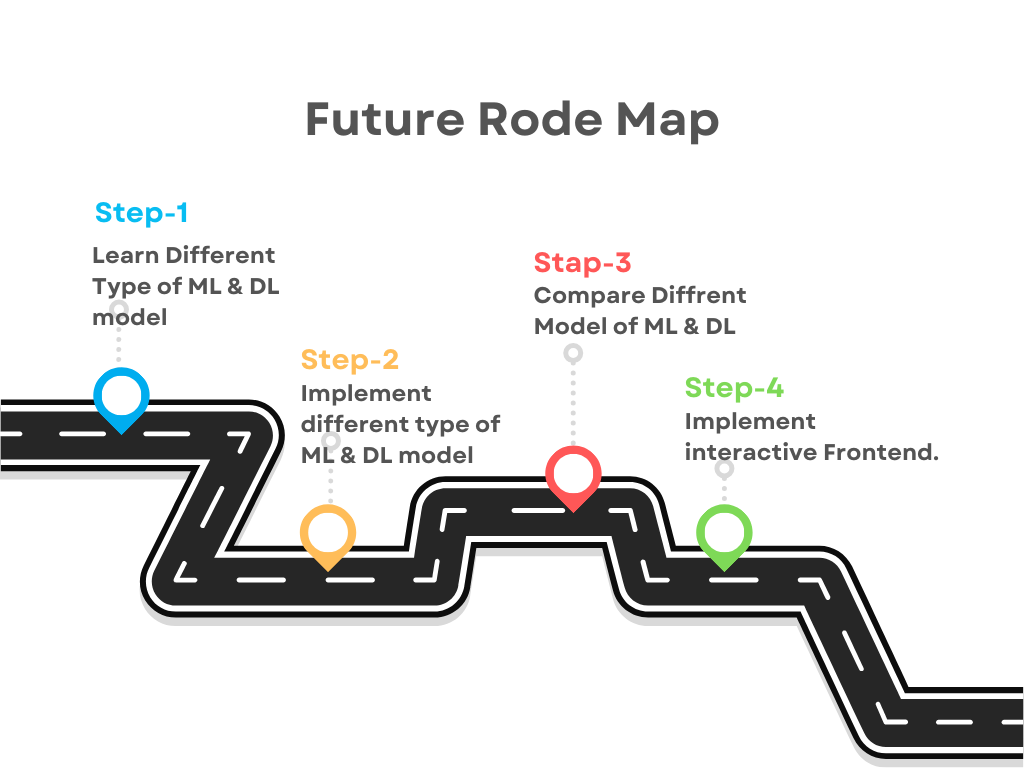 Future Rode Map
Step-1
Learn Different
Type of ML & DL
model
Step-2
Implement
different type of
ML & DL model
Stap-3
Compare Diffrent
Model of ML & DL
Step-4
Implement
interactive Frontend.